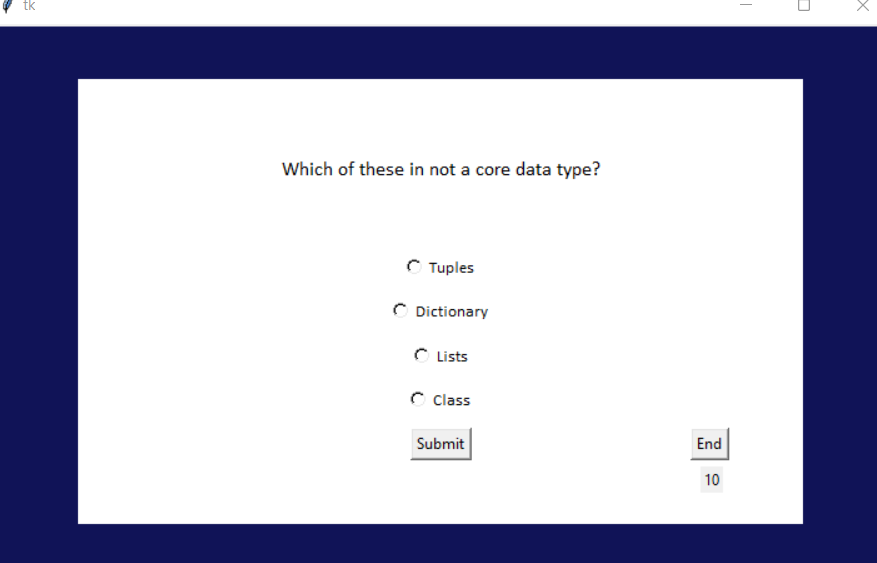 tk
Which of these in not a core data type?
Tuples
Dictionary
Lists
Class
Submit
End
10